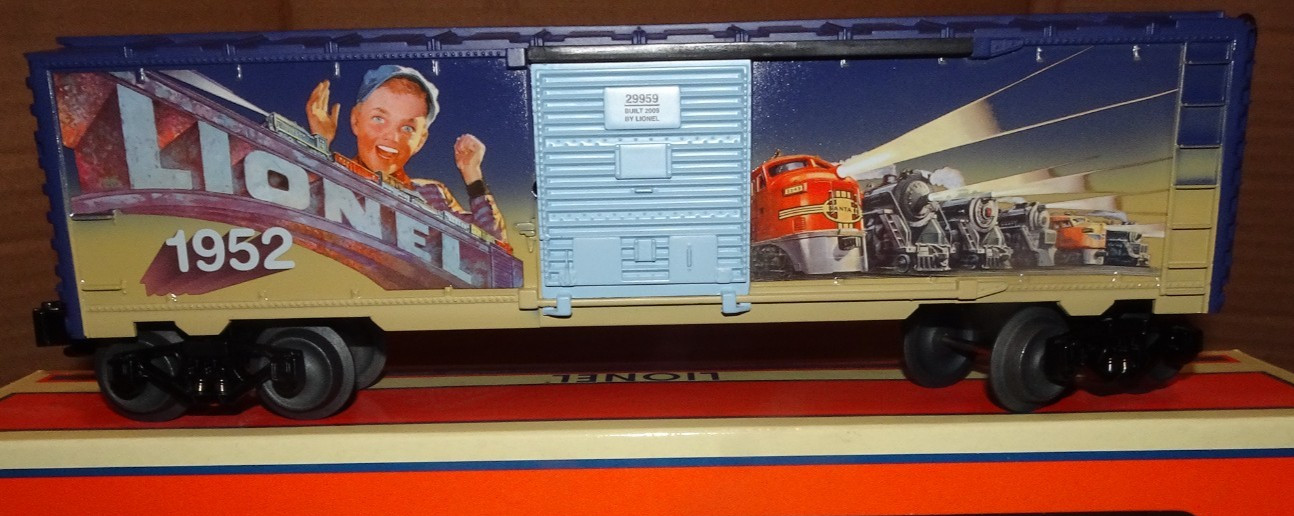 LIONEL
1952
29959
BUILT 2009
BY LIONEL
SANTA FE
LIONEL